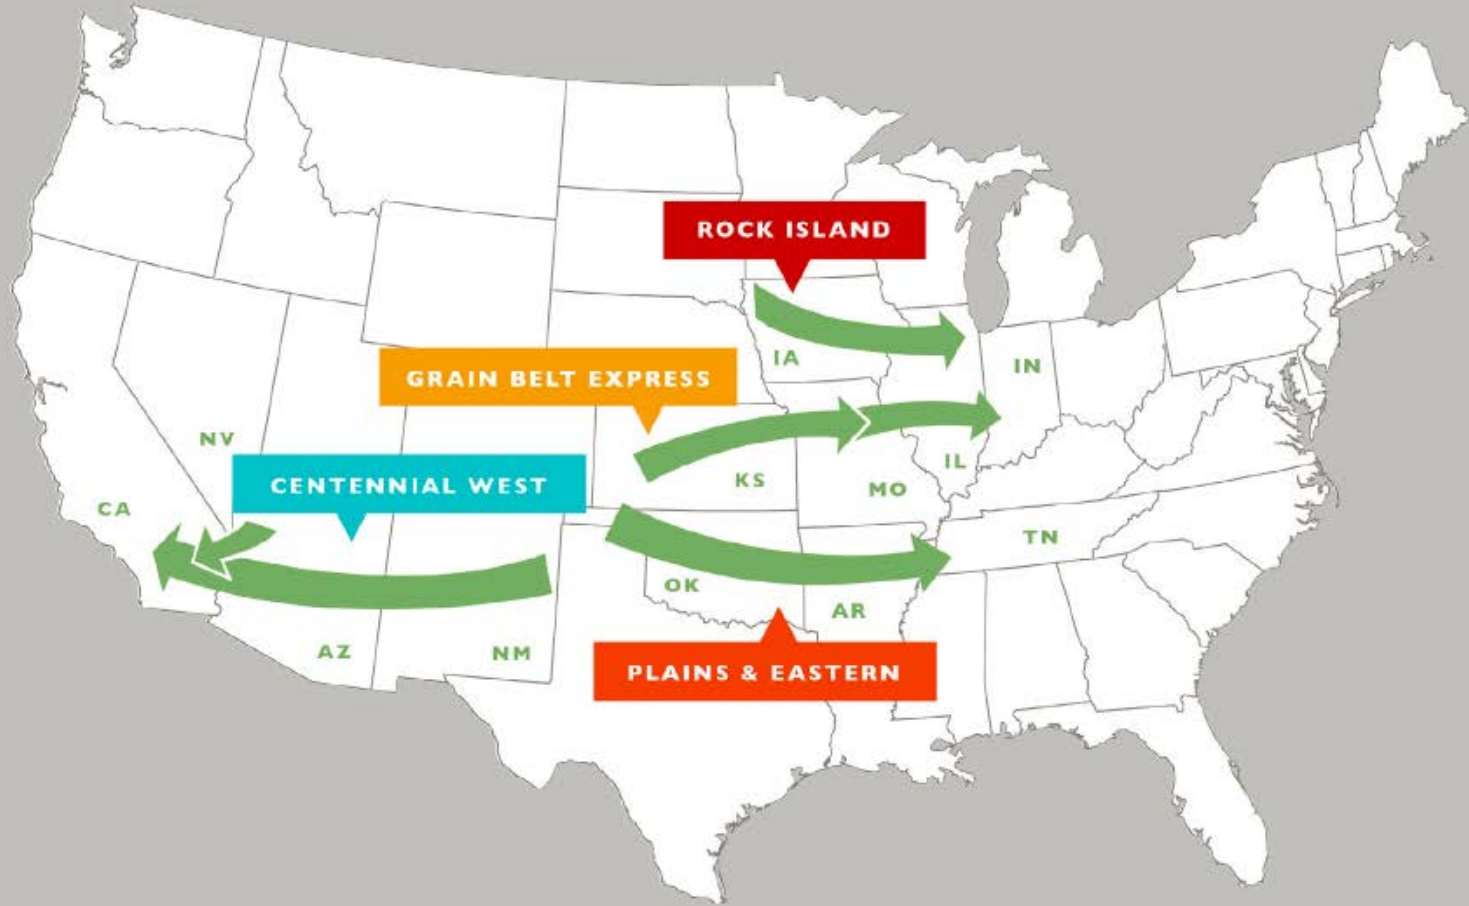 ROCK ISLAND
IA
IN
GRAIN BELT EXPRESS
NV
IL
KS
MO
CENTENNIAL WEST
CA
TN
OK
AR
AZ
NM
PLAINS & EASTERN